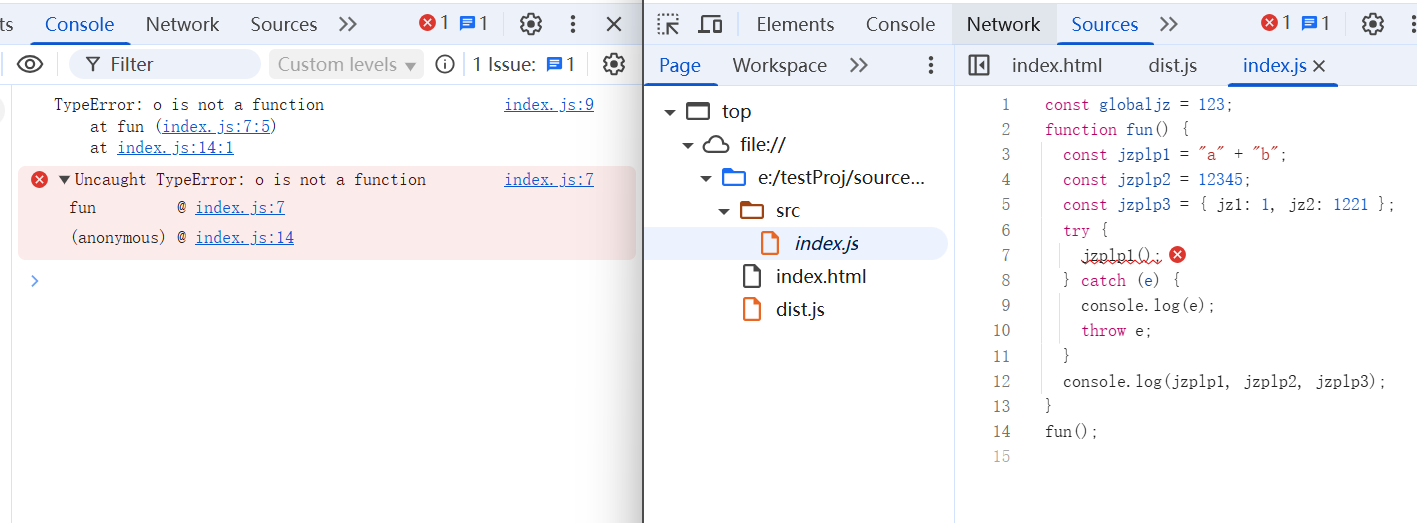 ts Console Network Sources 1 1
Filter Custom levels 1 Issue: 1
TypeError: o is not a function index.js:9
at fun (index.js:7:5)
at index.js:14:1
Uncaught TypeError: o is not a function index.js:7
fun @ index.js:7
(anonymous) @ index.js:14
Elements Console Network Sources 1 1
Page Workspace
top
file://
e:/testProj/source...
src
index.js
index.html
dist.js
index.html dist.js index.js
1 const globaljz = 123;
2 function fun() {
3 const jzplp1 = "a" + "b";
4 const jzplp2 = 12345;
5 const jzplp3 = { jz1: 1, jz2: 1221 };
6 try {
7 jzplp1();
8 } catch (e) {
9 console.log(e);
10 throw e;
11 }
12 console.log(jzplp1, jzplp2, jzplp3);
13 }
14 fun();
15